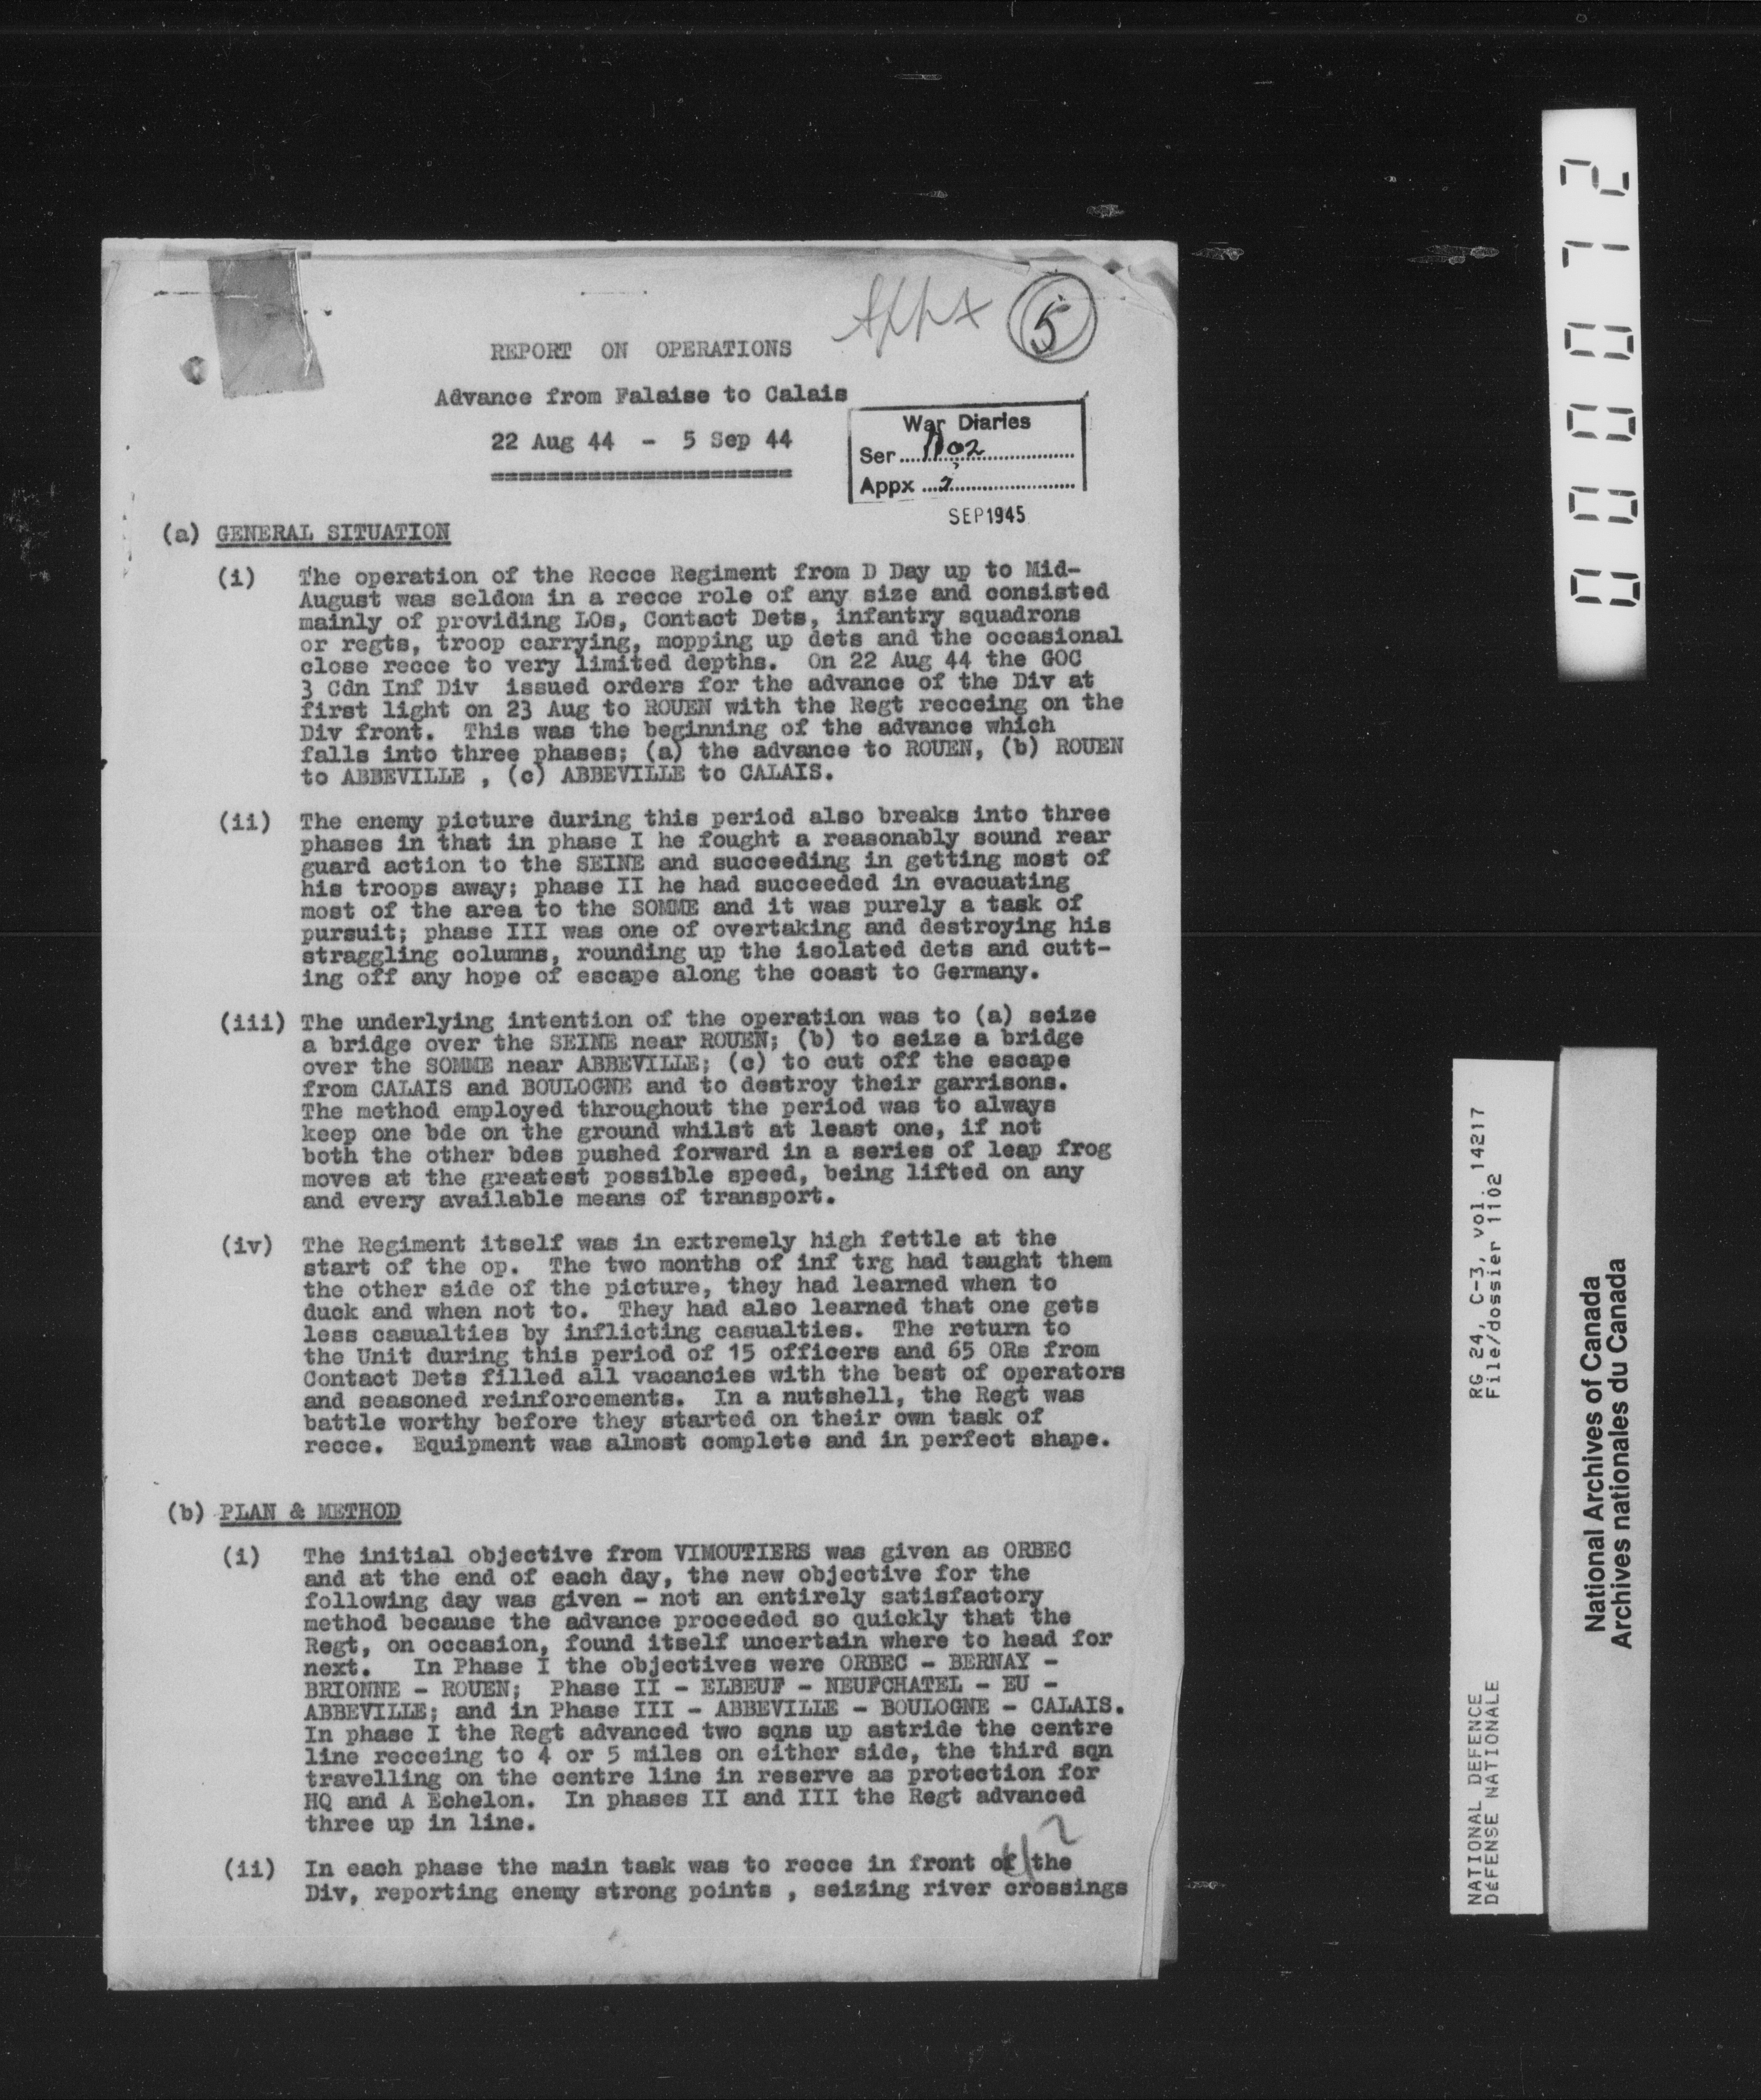 Appx 5
REPORT ON OPERATIONS
Advance from Falaise to Calais
22 Aug 44 - 5 Sep 44
War Diaries
Ser
Appx
SEP 1945
(a) GENERAL SITUATION
(i) The operation of the Recce Regiment from D Day up to Mid-
August was seldom in a recce role of any size and consisted
mainly of providing LOs, Contact Dets, infantry squadrons
or regts, troop carrying, mopping up dets and the occasional
close recce to very limited depths. On 22 Aug 44 the GOC
3 Cdn Inf Div issued orders for the advance of the Div at
first light on 23 Aug to ROUEN with the Regt recceing on the
Div front. This was the beginning of the advance which
falls into three phases; (a) the advance to ROUEN, (b) ROUEN
to ABBEVILLE , (c) ABBEVILLE to CALAIS.
(ii) The enemy picture during this period also breaks into three
phases in that in phase I he fought a reasonably sound rear
guard action to the SEINE and succeeding in getting most of
his troops away; phase II he had succeeded in evacuating
most of the area to the SOMME and it was purely a task of
pursuit; phase III was one of overtaking and destroying his
straggling columns, rounding up the isolated dets and cutt-
ing off any hope of escape along the coast to Germany.
(iii) The underlying intention of the operation was to (a) seize
a bridge over the SEINE near ROUEN; (b) to seize a bridge
over the SOMME near ABBEVILLE; (c) to cut off the escape
from CALAIS and BOULOGNE and to destroy their garrisons.
The method employed throughout the period was to always
keep one bde on the ground whilst at least one, if not
both the other bdes pushed forward in a series of leap frog
moves at the greatest possible speed, being lifted on any
and every available means of transport.
(iv) The Regiment itself was in extremely high fettle at the
start of the op. The two months of inf trg had taught them
the other side of the picture, they had learned when to
duck and when not to. They had also learned that one gets
less casualties by inflicting casualties. The return to
the Unit during this period of 15 officers and 65 ORs from
Contact Dets filled all vacancies with the best of operators
and seasoned reinforcements. In a nutshell, the Regt was
battle worthy before they started on their own task of
recce. Equipment was almost complete and in perfect shape.
(b) PLAN & METHOD
(i) The initial objective from VIMOUTIERS was given as ORBEC
and at the end of each day, the new objective for the
following day was given - not an entirely satisfactory
method because the advance proceeded so quickly that the
Regt, on occasion, found itself uncertain where to head for
next. In Phase I the objectives were ORBEC - BERNAY -
BRIONNE - ROUEN; Phase II - ELBEUF - NEUFCHATEL - EU -
ABBEVILLE; and in Phase III - ABBEVILLE - BOULOGNE - CALAIS.
In phase I the Regt advanced two sqns up astride the centre
line recceing to 4 or 5 miles on either side, the third sqn
travelling on the centre line in reserve as protection for
HQ and A Echelon. In phases II and III the Regt advanced
three up in line.
(ii) In each phase the main task was to recce in front of the
Div, reporting enemy strong points , seizing river crossings
000072
RG 24, C-3, vol. 14217
File/dossier 1102
NATIONAL DEFENCE
DÉFENSE NATIONALE
National Archives of Canada
Archives nationales du Canada